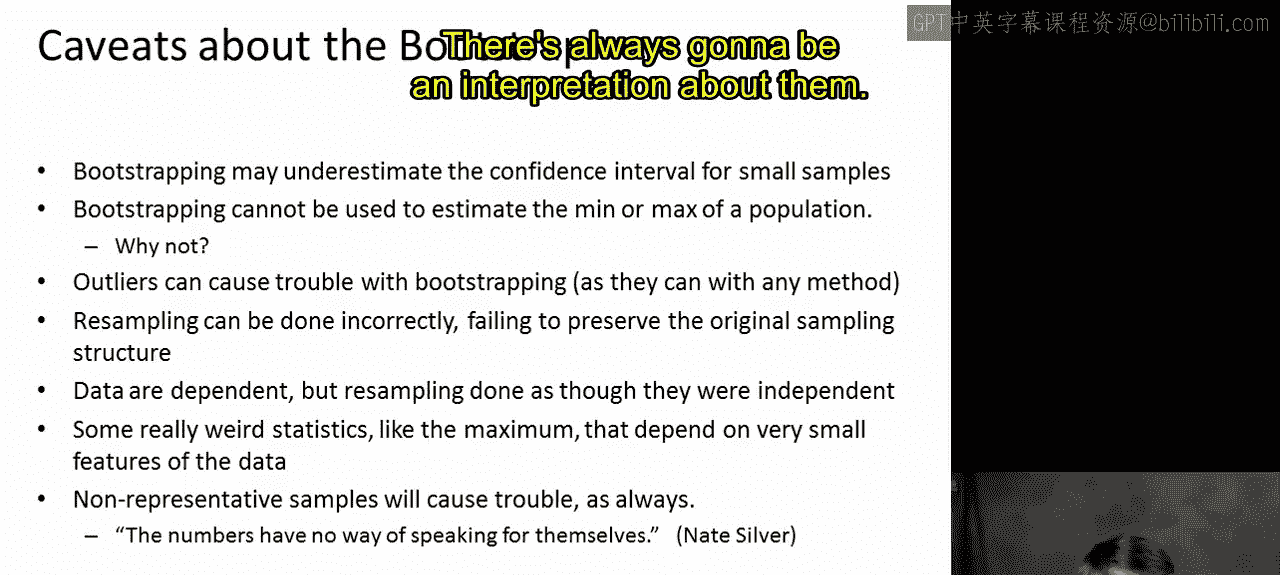 Caveats about the Bo
There's always gonna be
an interpretation about them.
GPT中英字幕课程资源@bilibili.com
• Bootstrapping may underestimate the confidence interval for small samples
• Bootstrapping cannot be used to estimate the min or max of a population.
– Why not?
• Outliers can cause trouble with bootstrapping (as they can with any method)
• Resampling can be done incorrectly, failing to preserve the original sampling
structure
• Data are dependent, but resampling done as though they were independent
• Some really weird statistics, like the maximum, that depend on very small
features of the data
• Non-representative samples will cause trouble, as always.
– “The numbers have no way of speaking for themselves.” (Nate Silver)